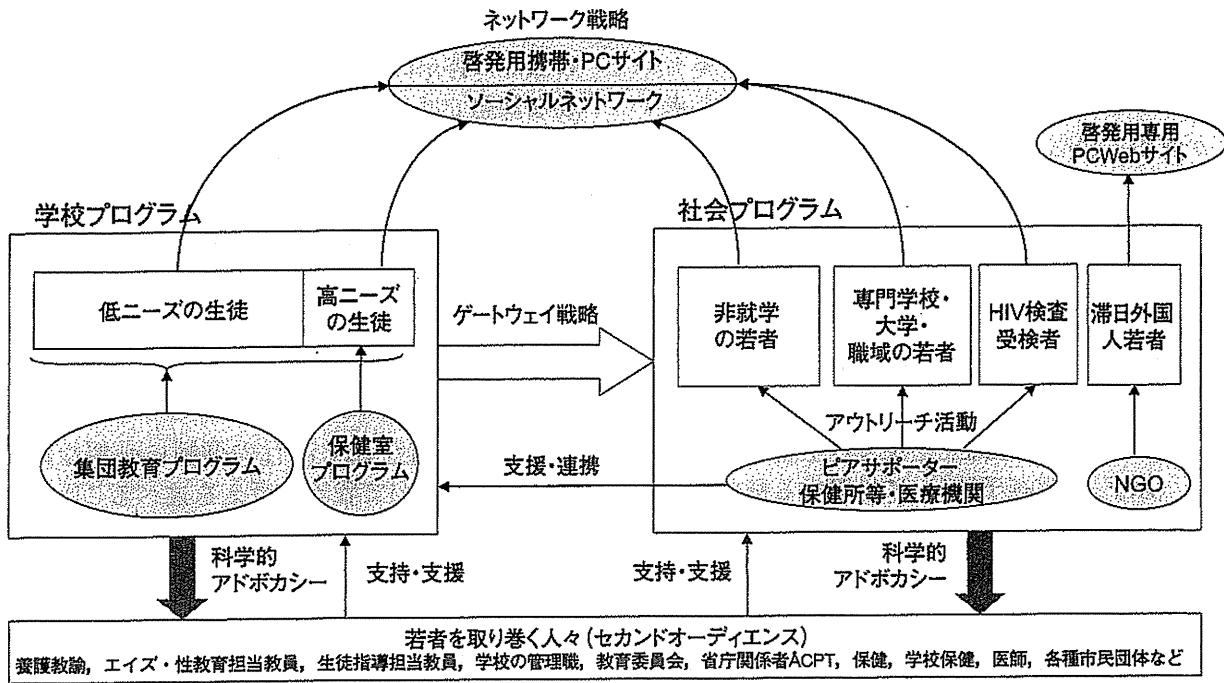 ネットワーク戦略
啓発用携帯・PCサイト
ソーシャルネットワーク
啓発用専用
PCWebサイト
学校プログラム
社会プログラム
低ニーズの生徒
高ニーズ
の生徒
ゲートウェイ戦略
非就学
の若者
専門学校・
大学・
職域の若者
HIV検査
受検者
滞日外国
人若者
アウトリーチ活動
集団教育プログラム
保健室
プログラム
支援・連携
ピアサポーター
保健所等・医療機関
NGO
科学的
アドボカシー
支持・支援
支持・支援
科学的
アドボカシー
若者を取り巻く人々(セカンドオーディエンス)
養護教諭, エイズ・性教育担当教員, 生徒指導担当教員, 学校の管理職, 教育委員会, 省庁関係者ACPT, 保健, 学校保健, 医師, 各種市民団体など